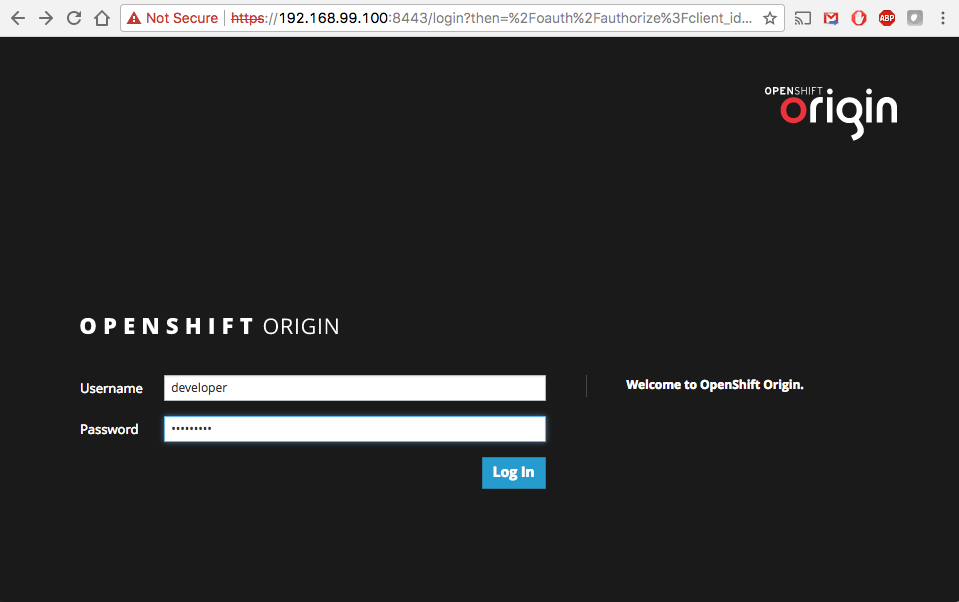 Not Secure https://192.168.99.100:8443/login?then=%2Foauth%2Fauthorize%3Fclient_id...
ABP
OPENSHIFT
origin
OPENSHIFT ORIGIN
Username developer
Welcome to OpenShift Origin.
Password •••••••••
Log In